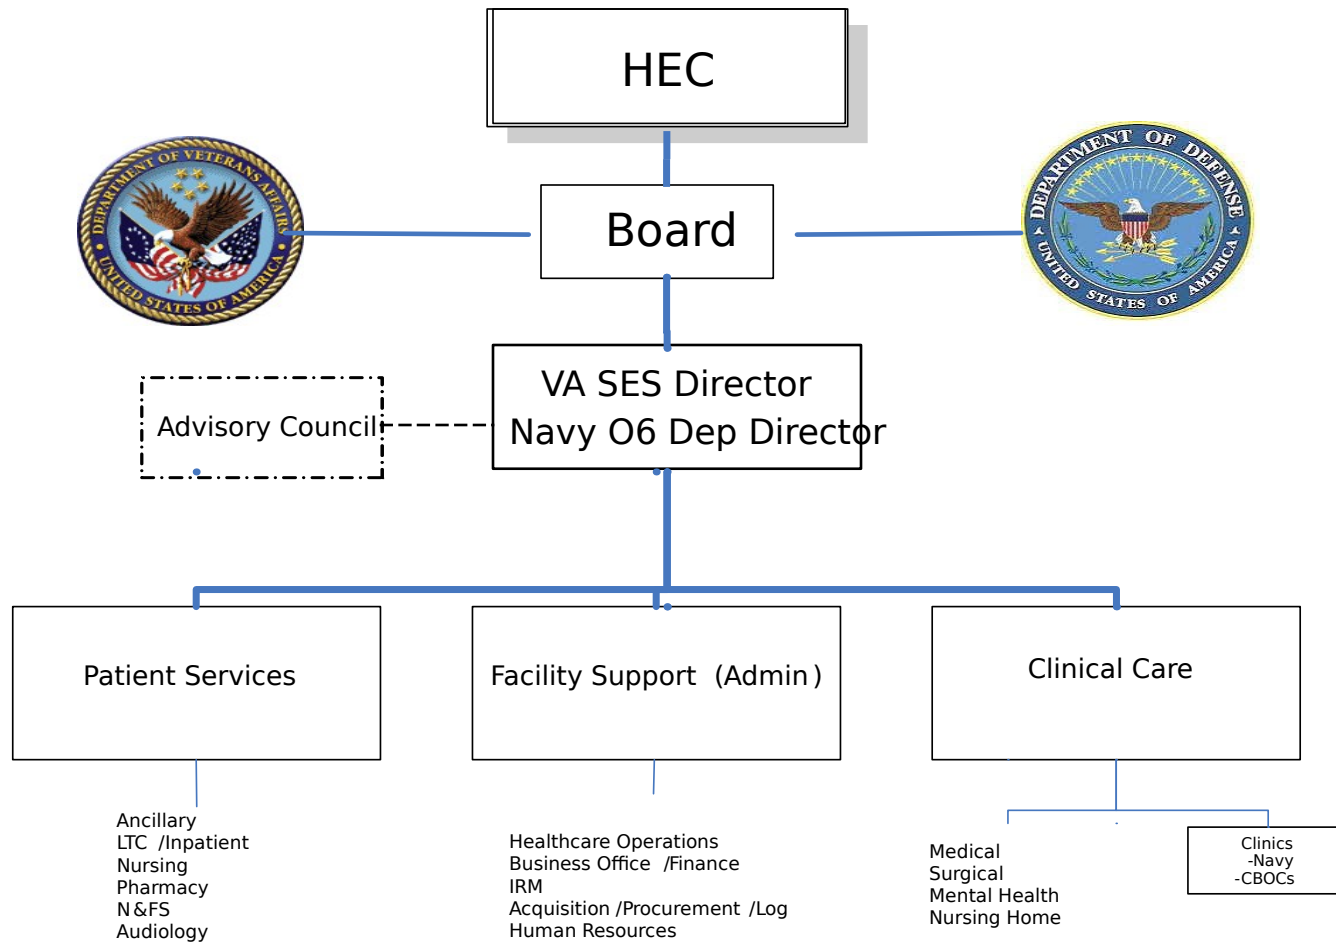 HEC
DEPARTMENT OF VETERANS AFFAIRS
UNITED STATES OF AMERICA
Board
DEPARTMENT OF DEFENSE
UNITED STATES OF AMERICA
VA SES Director
Navy O6 Dep Director
Advisory Council
Patient Services
Facility Support (Admin)
Clinical Care
Ancillary
LTC /Inpatient
Nursing
Pharmacy
N&FS
Audiology
Healthcare Operations
Business Office /Finance
IRM
Acquisition /Procurement /Log
Human Resources
Medical
Surgical
Mental Health
Nursing Home
Clinics
-Navy
-CBOCs